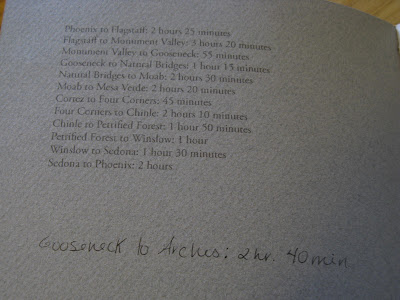 Phoenix to Flagstaff: 2 hours 25 minutes
Flagstaff to Monument Valley: 3 hours 20 minutes
Monument Valley to Gooseneck: 55 minutes
Gooseneck to Natural Bridges: 1 hour 15 minutes
Natural Bridges to Moab: 2 hours 30 minutes
Moab to Mesa Verde: 2 hours 20 minutes
Cortez to Four Corners: 45 minutes
Four Corners to Chinle: 2 hours 10 minutes
Chinle to Petrified Forest: 1 hour 50 minutes
Petrified Forest to Winslow: 1 hour
Winslow to Sedona: 1 hour 30 minutes
Sedona to Phoenix: 2 hours
Gooseneck to Arches: 2 hr. 40 min